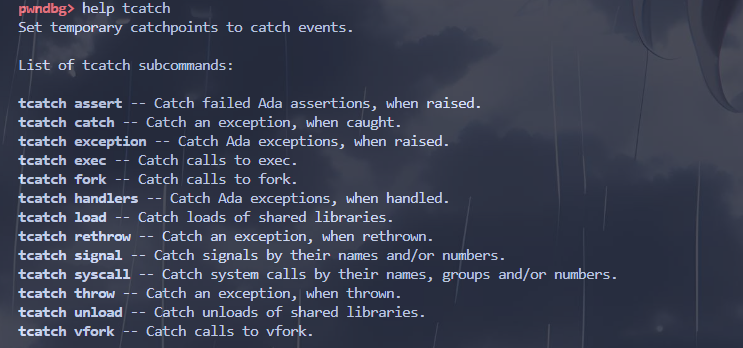 pwndbg> help tcatch
Set temporary catchpoints to catch events.
List of tcatch subcommands:
tcatch assert -- Catch failed Ada assertions, when raised.
tcatch catch -- Catch an exception, when caught.
tcatch exception -- Catch Ada exceptions, when raised.
tcatch exec -- Catch calls to exec.
tcatch fork -- Catch calls to fork.
tcatch handlers -- Catch Ada exceptions, when handled.
tcatch load -- Catch loads of shared libraries.
tcatch rethrow -- Catch an exception, when rethrown.
tcatch signal -- Catch signals by their names and/or numbers.
tcatch syscall -- Catch system calls by their names, groups and/or numbers.
tcatch throw -- Catch an exception, when thrown.
tcatch unload -- Catch unloads of shared libraries.
tcatch vfork -- Catch calls to vfork.